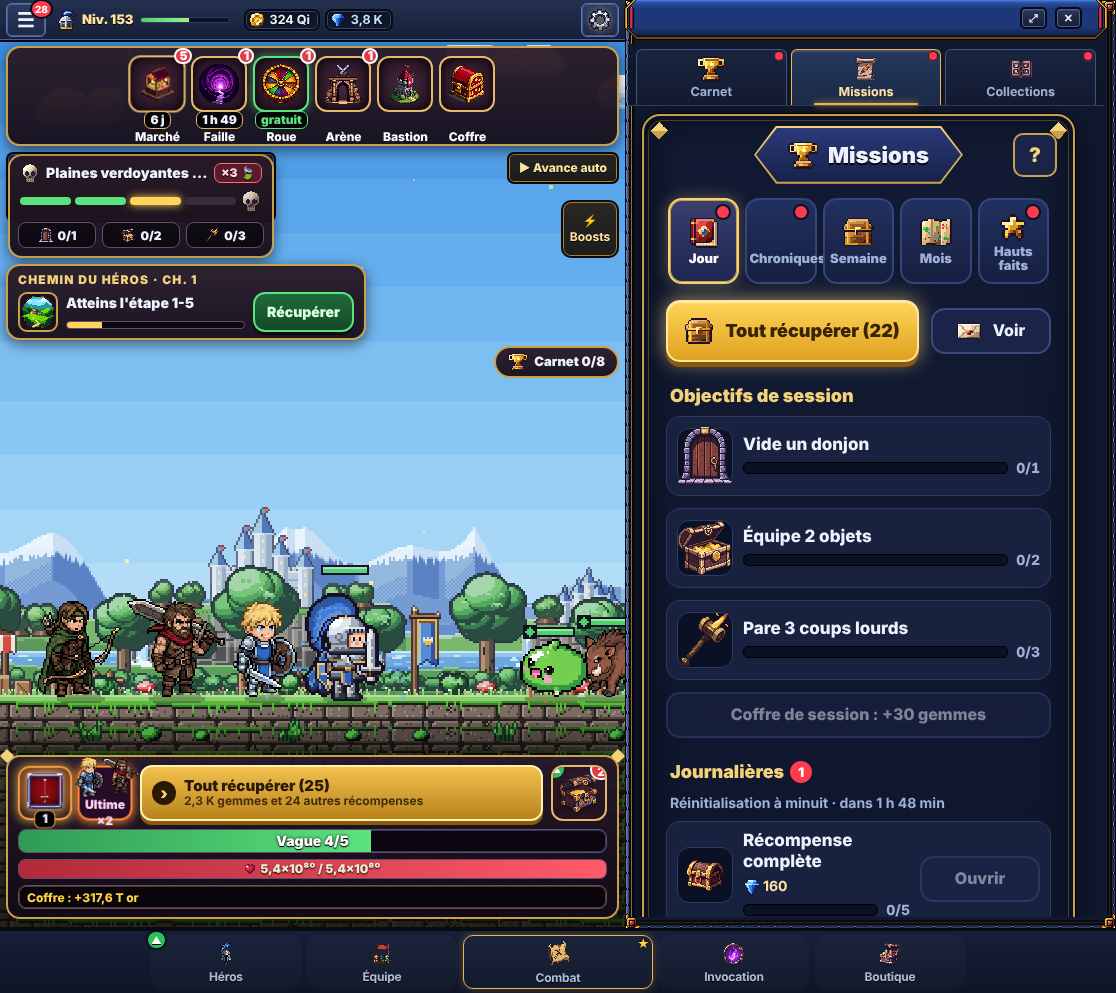 28
Niv. 153
324 Qi
3,8 K
5
1
1
1
6 j
1 h 49
gratuit
Marché
Faille
Roue
Arène
Bastion
Coffre
Plaines verdoyantes ...
×3
0/1
0/2
0/3
Avance auto
Boosts
CHEMIN DU HÉROS · CH. 1
Atteins l'étape 1-5
Récupérer
Carnet 0/8
1
Ultime
×2
Tout récupérer (25)
2,3 K gemmes et 24 autres récompenses
2
Vague 4/5
5,4×10⁸⁰ / 5,4×10⁸⁰
Coffre : +317,6 T or
Carnet
Missions
Collections
Missions
?
Jour
Chroniques
Semaine
Mois
Hauts
faits
Tout récupérer (22)
Voir
Objectifs de session
Vide un donjon
0/1
Équipe 2 objets
0/2
Pare 3 coups lourds
0/3
Coffre de session : +30 gemmes
Journalières 1
Réinitialisation à minuit · dans 1 h 48 min
Récompense
complète
160
0/5
Ouvrir
Héros
Équipe
Combat
Invocation
Boutique